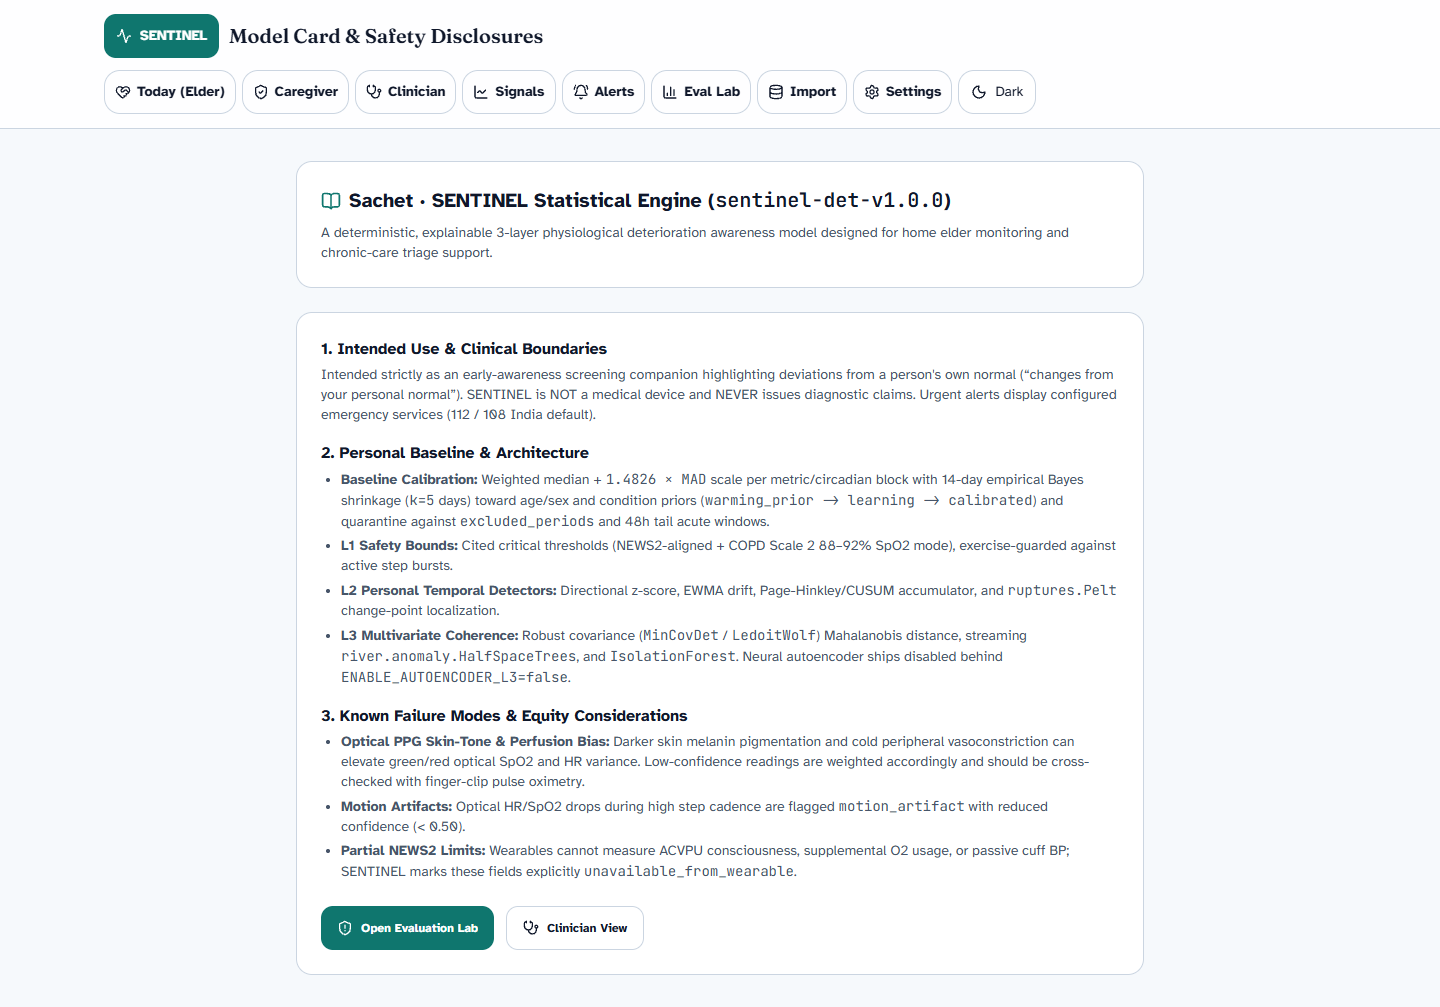 SENTINEL Model Card & Safety Disclosures
Today (Elder) Caregiver Clinician Signals Alerts Eval Lab Import Settings Dark
Sachet · SENTINEL Statistical Engine (sentinel-det-v1.0.0)
A deterministic, explainable 3-layer physiological deterioration awareness model designed for home elder monitoring and
chronic-care triage support.
1. Intended Use & Clinical Boundaries
Intended strictly as an early-awareness screening companion highlighting deviations from a person's own normal (“changes from
your personal normal”). SENTINEL is NOT a medical device and NEVER issues diagnostic claims. Urgent alerts display configured
emergency services (112 / 108 India default).
2. Personal Baseline & Architecture
• Baseline Calibration: Weighted median + 1.4826 × MAD scale per metric/circadian block with 14-day empirical Bayes
shrinkage (k=5 days) toward age/sex and condition priors (warming_prior → learning → calibrated) and
quarantine against excluded_periods and 48h tail acute windows.
• L1 Safety Bounds: Cited critical thresholds (NEWS2-aligned + COPD Scale 2 88–92% SpO2 mode), exercise-guarded against
active step bursts.
• L2 Personal Temporal Detectors: Directional z-score, EWMA drift, Page-Hinkley/CUSUM accumulator, and ruptures.Pelt
change-point localization.
• L3 Multivariate Coherence: Robust covariance (MinCovDet / LedoitWolf) Mahalanobis distance, streaming
river.anomaly.HalfSpaceTrees, and IsolationForest. Neural autoencoder ships disabled behind
ENABLE_AUTOENCODER_L3=false.
3. Known Failure Modes & Equity Considerations
• Optical PPG Skin-Tone & Perfusion Bias: Darker skin melanin pigmentation and cold peripheral vasoconstriction can
elevate green/red optical SpO2 and HR variance. Low-confidence readings are weighted accordingly and should be cross-
checked with finger-clip pulse oximetry.
• Motion Artifacts: Optical HR/SpO2 drops during high step cadence are flagged motion_artifact with reduced
confidence (< 0.50).
• Partial NEWS2 Limits: Wearables cannot measure ACVPU consciousness, supplemental O2 usage, or passive cuff BP;
SENTINEL marks these fields explicitly unavailable_from_wearable.
Open Evaluation Lab Clinician View